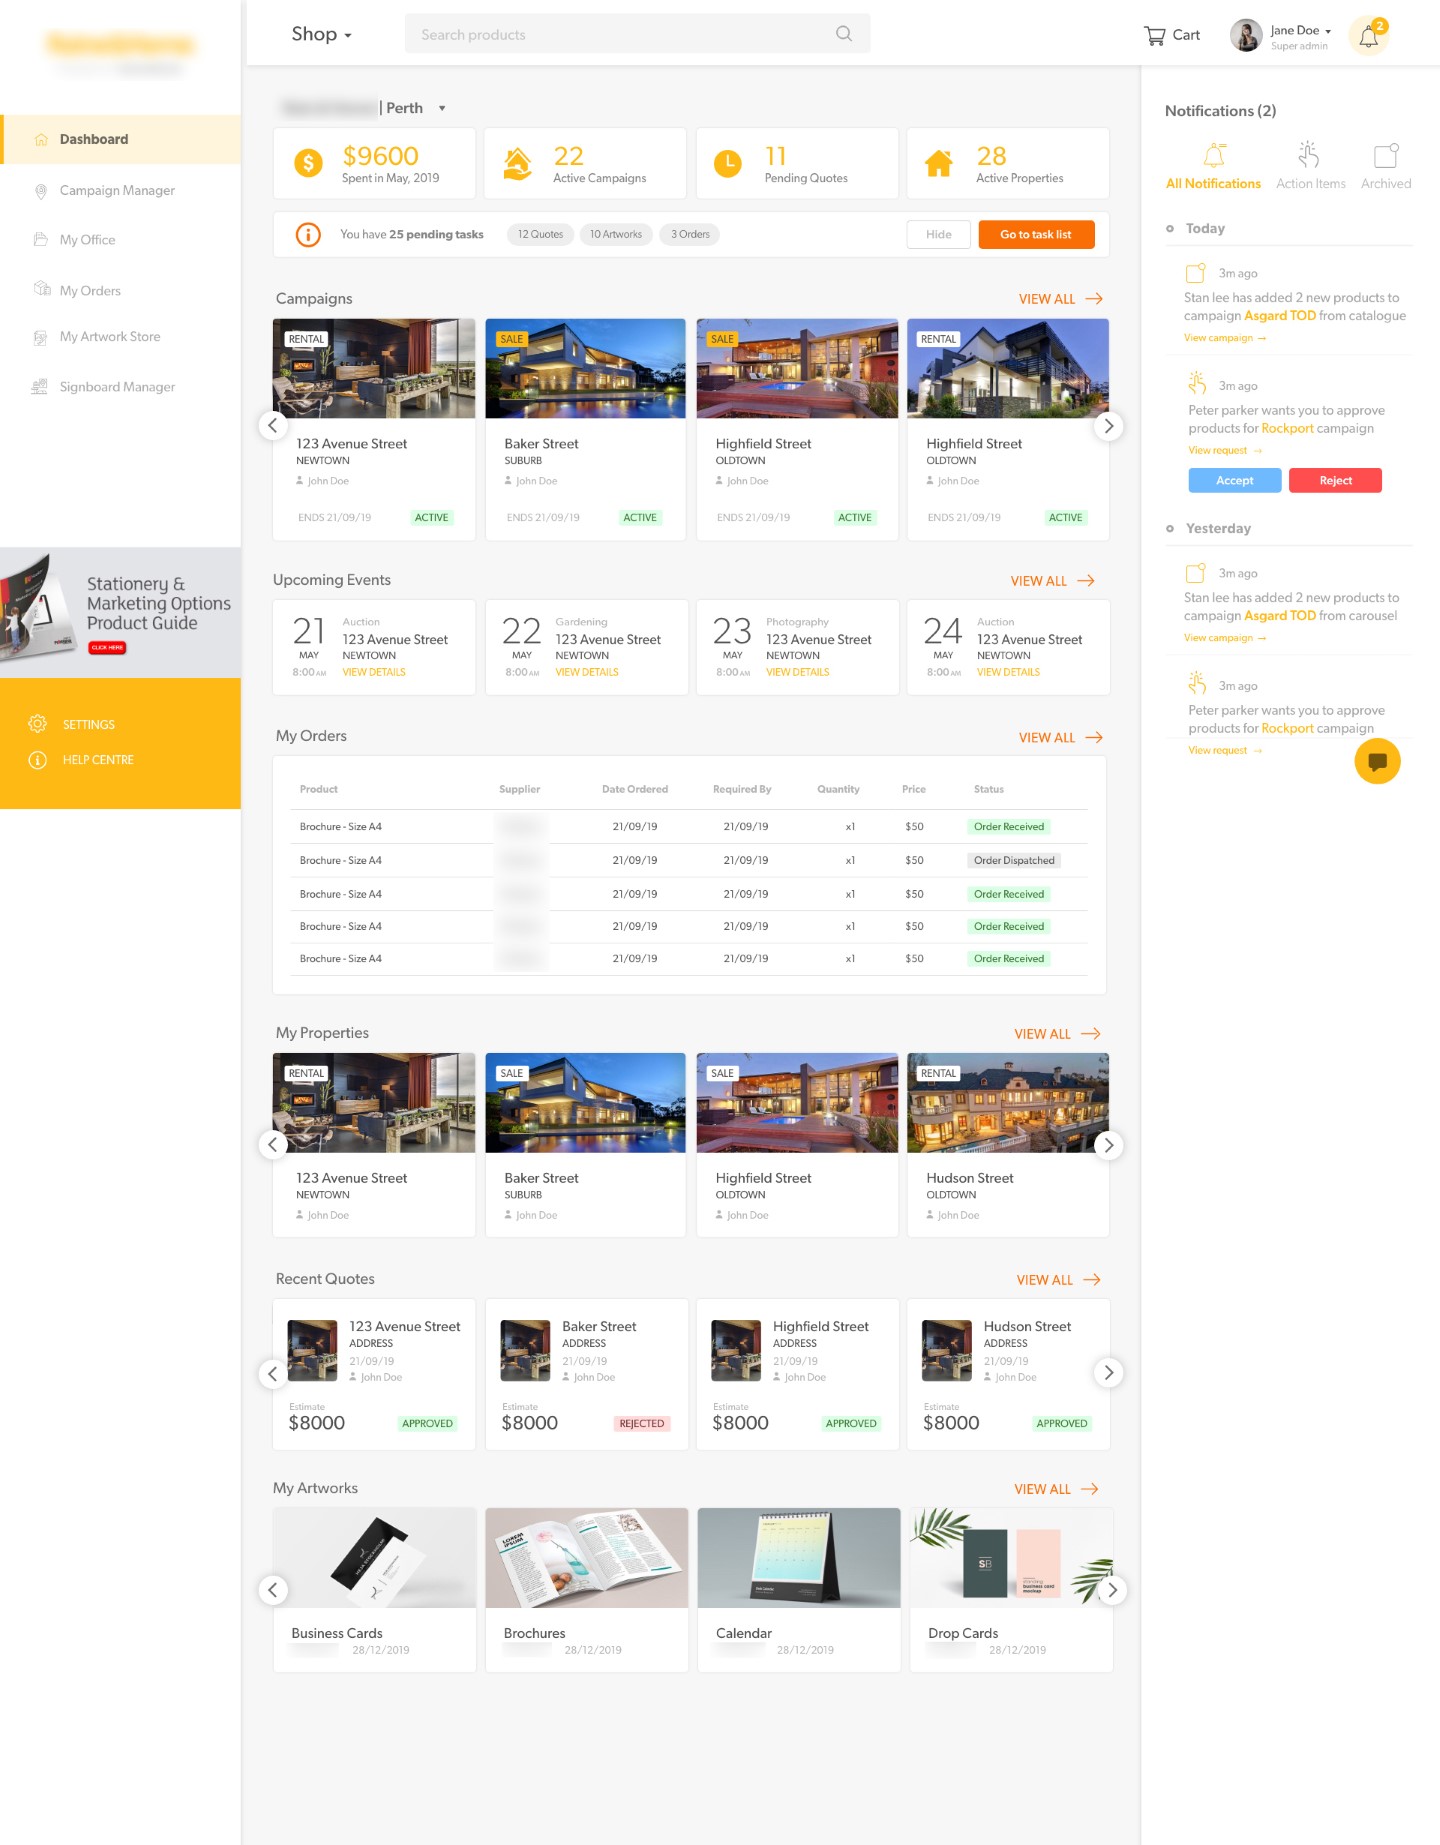 Shop
Search products
Cart
Jane Doe
Super admin
2
Dashboard
Campaign Manager
My Office
My Orders
My Artwork Store
Signboard Manager
Stationery &
Marketing Options
Product Guide
CLICK HERE
SETTINGS
HELP CENTRE
| Perth
$9600
Spent in May, 2019
22
Active Campaigns
11
Pending Quotes
28
Active Properties
You have 25 pending tasks
12 Quotes
10 Artworks
3 Orders
Hide
Go to task list
Campaigns
VIEW ALL
RENTAL
123 Avenue Street
NEWTOWN
John Doe
ENDS 21/09/19
ACTIVE
SALE
Baker Street
SUBURB
John Doe
ENDS 21/09/19
ACTIVE
SALE
Highfield Street
OLDTOWN
John Doe
ENDS 21/09/19
ACTIVE
RENTAL
Highfield Street
OLDTOWN
John Doe
ENDS 21/09/19
ACTIVE
Upcoming Events
VIEW ALL
21
MAY
8:00 AM
Auction
123 Avenue Street
NEWTOWN
VIEW DETAILS
22
MAY
8:00 AM
Gardening
123 Avenue Street
NEWTOWN
VIEW DETAILS
23
MAY
8:00 AM
Photography
123 Avenue Street
NEWTOWN
VIEW DETAILS
24
MAY
8:00 AM
Auction
123 Avenue Street
NEWTOWN
VIEW DETAILS
My Orders
VIEW ALL
Product Supplier Date Ordered Required By Quantity Price Status
Brochure - Size A4 21/09/19 21/09/19 x1 $50 Order Received
Brochure - Size A4 21/09/19 21/09/19 x1 $50 Order Dispatched
Brochure - Size A4 21/09/19 21/09/19 x1 $50 Order Received
Brochure - Size A4 21/09/19 21/09/19 x1 $50 Order Received
Brochure - Size A4 21/09/19 21/09/19 x1 $50 Order Received
My Properties
VIEW ALL
RENTAL
123 Avenue Street
NEWTOWN
John Doe
SALE
Baker Street
SUBURB
John Doe
SALE
Highfield Street
OLDTOWN
John Doe
RENTAL
Hudson Street
OLDTOWN
John Doe
Recent Quotes
VIEW ALL
123 Avenue Street
ADDRESS
21/09/19
John Doe
Estimate
$8000
APPROVED
Baker Street
ADDRESS
21/09/19
John Doe
Estimate
$8000
REJECTED
Highfield Street
ADDRESS
21/09/19
John Doe
Estimate
$8000
APPROVED
Hudson Street
ADDRESS
21/09/19
John Doe
Estimate
$8000
APPROVED
My Artworks
VIEW ALL
Business Cards
28/12/2019
LOREM
IPSUM
Brochures
28/12/2019
Calendar
28/12/2019
SB
business card
mockup
Drop Cards
28/12/2019
Notifications (2)
All Notifications
Action Items
Archived
Today
3m ago
Stan lee has added 2 new products to
campaign Asgard TOD from catalogue
View campaign →
3m ago
Peter parker wants you to approve
products for Rockport campaign
View request →
Accept
Reject
Yesterday
3m ago
Stan lee has added 2 new products to
campaign Asgard TOD from carousel
View campaign →
3m ago
Peter parker wants you to approve
products for Rockport campaign
View request →